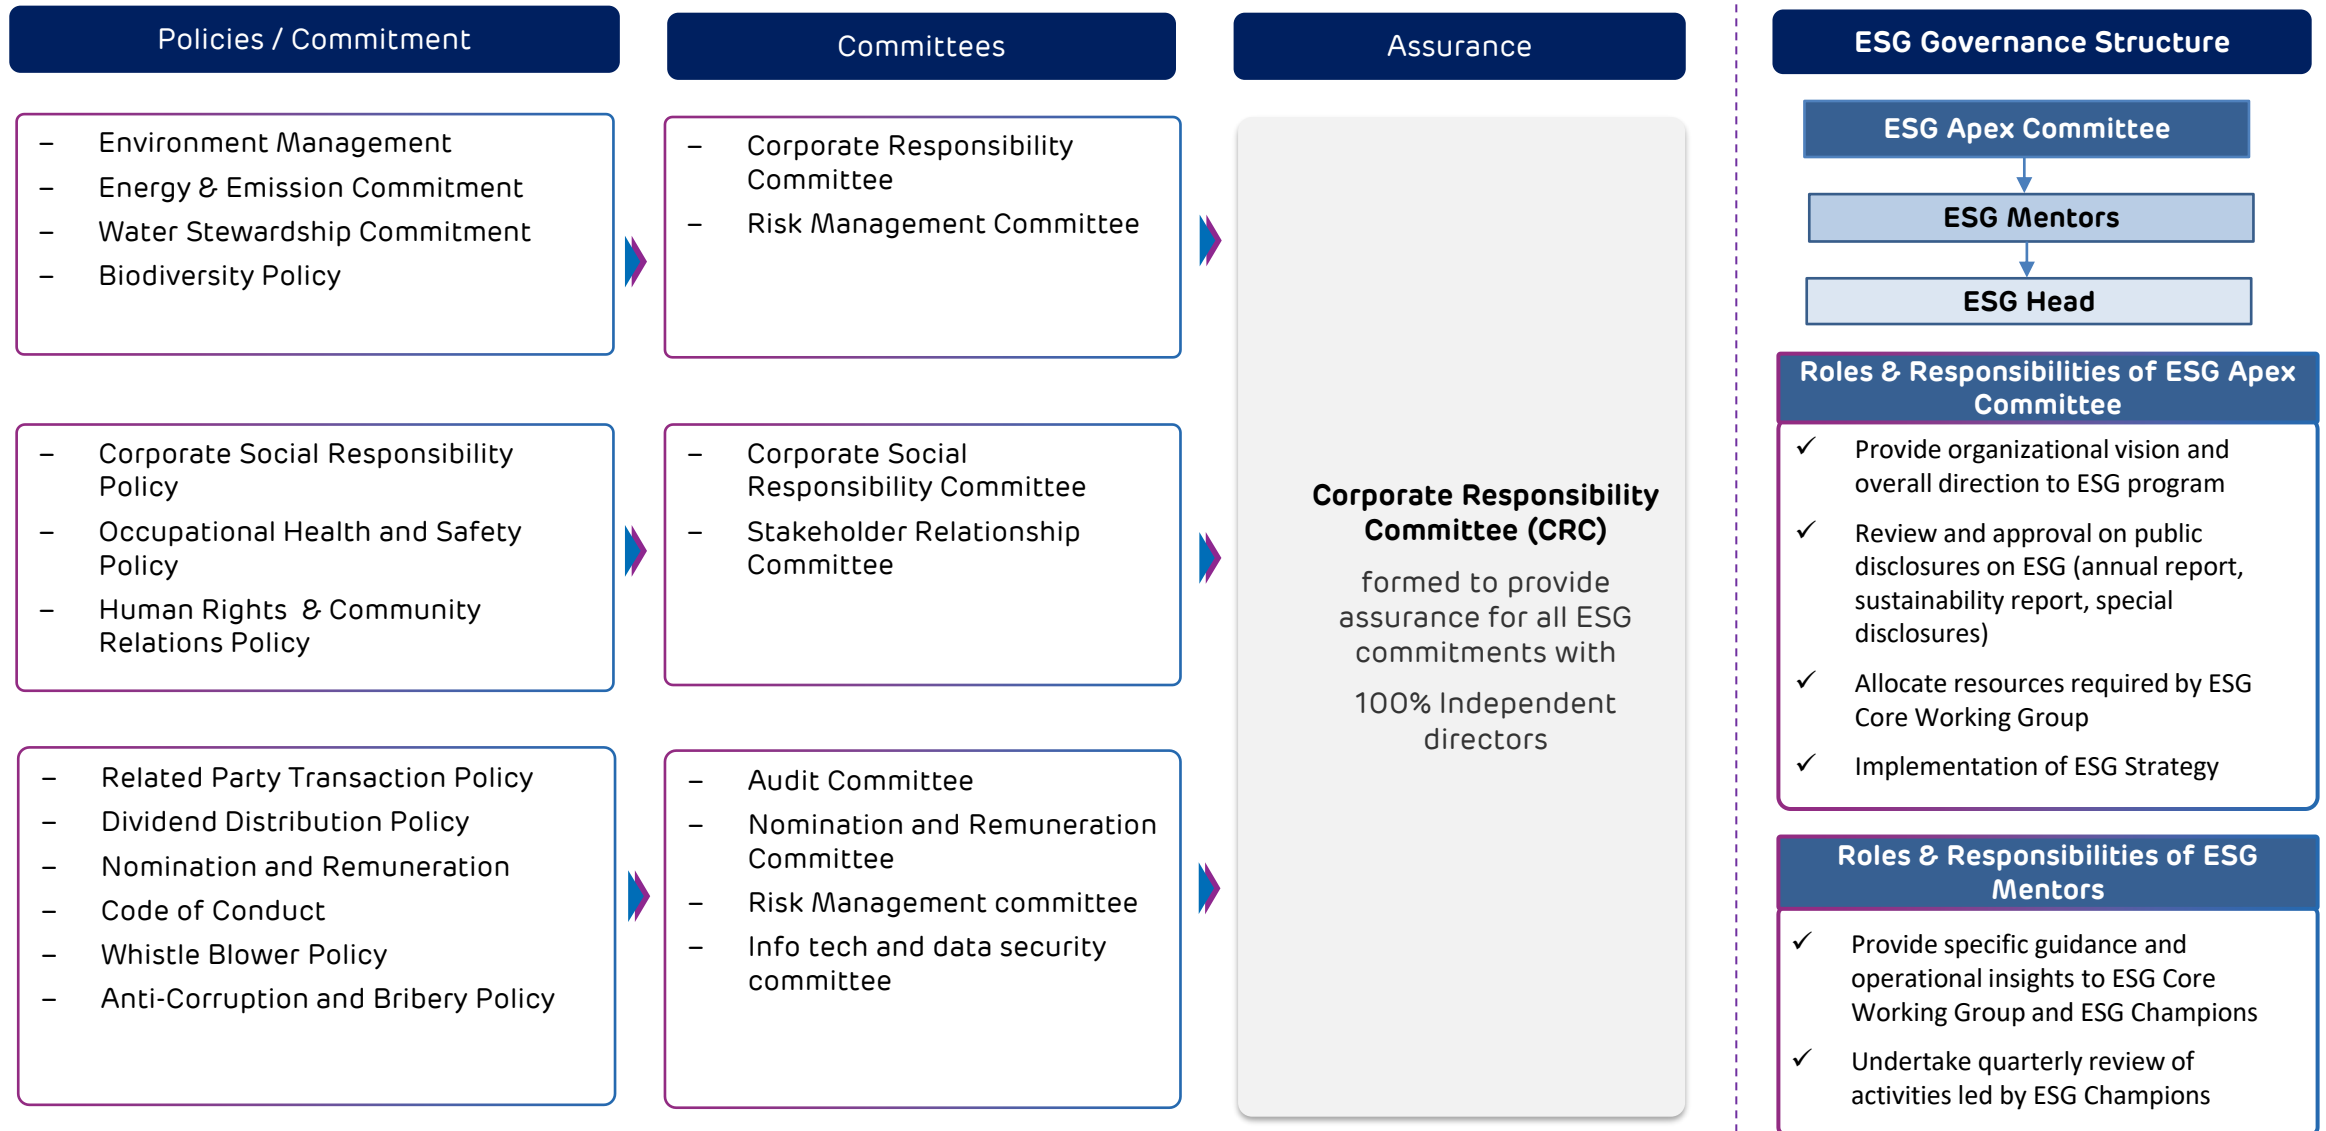 Policies / Commitment
– Environment Management
– Energy & Emission Commitment
– Water Stewardship Commitment
– Biodiversity Policy
– Corporate Social Responsibility
Policy
– Occupational Health and Safety
Policy
– Human Rights & Community
Relations Policy
– Related Party Transaction Policy
– Dividend Distribution Policy
– Nomination and Remuneration
– Code of Conduct
– Whistle Blower Policy
– Anti-Corruption and Bribery Policy
Committees
– Corporate Responsibility
Committee
– Risk Management Committee
– Corporate Social
Responsibility Committee
– Stakeholder Relationship
Committee
– Audit Committee
– Nomination and Remuneration
Committee
– Risk Management committee
– Info tech and data security
committee
Assurance
Corporate Responsibility
Committee (CRC)
formed to provide
assurance for all ESG
commitments with
100% Independent
directors
ESG Governance Structure
ESG Apex Committee
ESG Mentors
ESG Head
Roles & Responsibilities of ESG Apex
Committee
✓ Provide organizational vision and
overall direction to ESG program
✓ Review and approval on public
disclosures on ESG (annual report,
sustainability report, special
disclosures)
✓ Allocate resources required by ESG
Core Working Group
✓ Implementation of ESG Strategy
Roles & Responsibilities of ESG
Mentors
✓ Provide specific guidance and
operational insights to ESG Core
Working Group and ESG Champions
✓ Undertake quarterly review of
activities led by ESG Champions